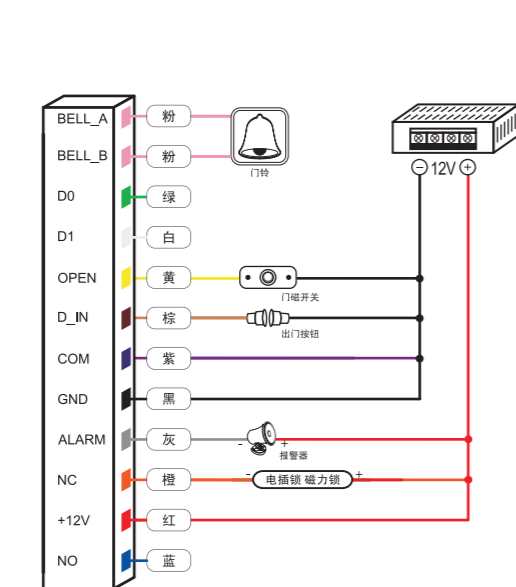 BELL_A 粉
BELL_B 粉
门铃
⊖ 12V ⊕
D0 绿
D1 白
OPEN 黄
门磁开关
D_IN 棕
出门按钮
COM 紫
GND 黑
ALARM 灰 - +
报警器
NC 橙 - 电插锁 磁力锁 +
+12V 红
NO 蓝